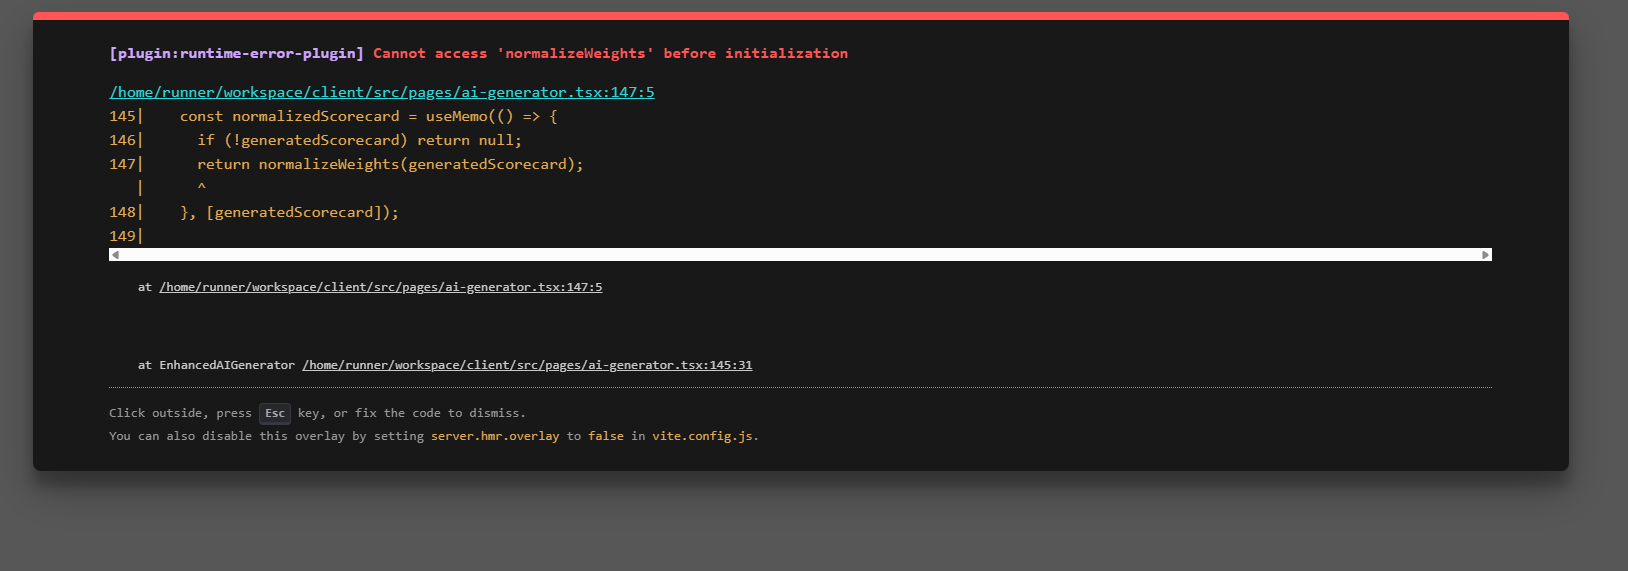 [plugin:runtime-error-plugin] Cannot access 'normalizeWeights' before initialization
/home/runner/workspace/client/src/pages/ai-generator.tsx:147:5
145|    const normalizedScorecard = useMemo(() => {
146|      if (!generatedScorecard) return null;
147|      return normalizeWeights(generatedScorecard);
   |      ^
148|    }, [generatedScorecard]);
149|
at /home/runner/workspace/client/src/pages/ai-generator.tsx:147:5
at EnhancedAIGenerator /home/runner/workspace/client/src/pages/ai-generator.tsx:145:31
Click outside, press Esc key, or fix the code to dismiss.
You can also disable this overlay by setting server.hmr.overlay to false in vite.config.js.